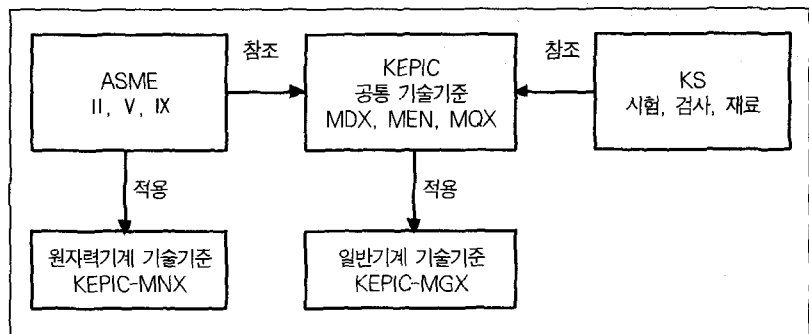 ASME
II, V, IX
참조
KEPIC
공통 기술기준
MDX, MEN, MQX
참조
KS
시험, 검사, 재료
적용
적용
원자력기계 기술기준
KEPIC-MNX
일반기계 기술기준
KEPIC-MGX